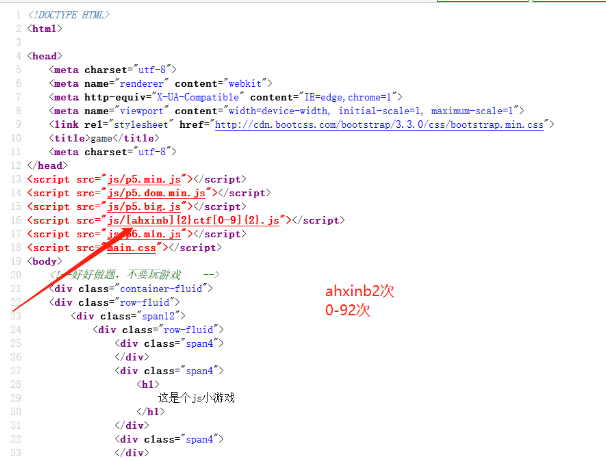 1 <!DOCTYPE HTML>
2 <html>
3
4 <head>
5 <meta charset="utf-8">
6 <meta name="renderer" content="webkit">
7 <meta http-equiv="X-UA-Compatible" content="IE=edge,chrome=1">
8 <meta name="viewport" content="width=device-width, initial-scale=1, maximum-scale=1">
9 <link rel="stylesheet" href="http://cdn.bootcss.com/bootstrap/3.3.0/css/bootstrap.min.css">
10 <title>game</title>
11 <meta charset="utf-8">
12 </head>
13 <script src="js/p5.min.js"></script>
14 <script src="js/p5.dom.min.js"></script>
15 <script src="js/p5.big.js"></script>
16 <script src="js/[ahxinb]{2}ctf[0-9]{2}.js"></script>
17 <script src="js/p6.mln.js"></script>
18 <script src="main.css"></script>
19 <body>
20 <!--好好做题，不要玩游戏 -->
21 <div class="container-fluid">
22 <div class="row-fluid">
23 <div class="span12">
24 <div class="row-fluid">
25 <div class="span4">
26 </div>
27 <div class="span4">
28 <h1>
29 这是个js小游戏
30 </h1>
31 </div>
32 <div class="span4">
33 </div>
ahxinb2次
0-92次